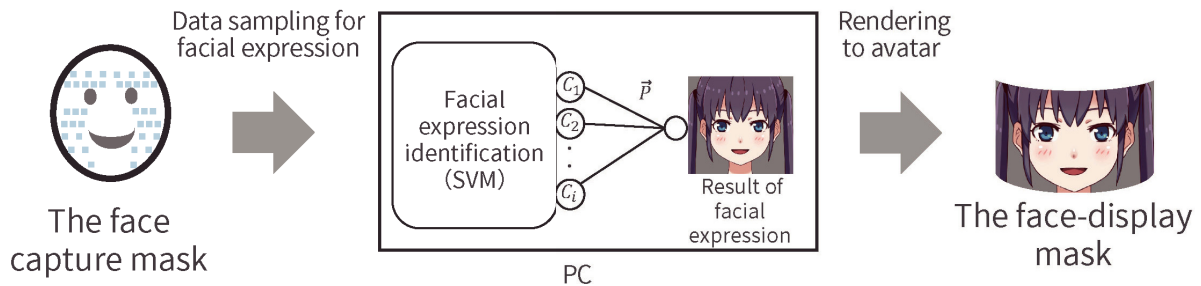 Data sampling for
facial expression
The face
capture mask
Facial
expression
identification
（SVM）
C₁
C₂
Cᵢ
P⃗
Result of
facial
expression
PC
Rendering
to avatar
The face-display
mask